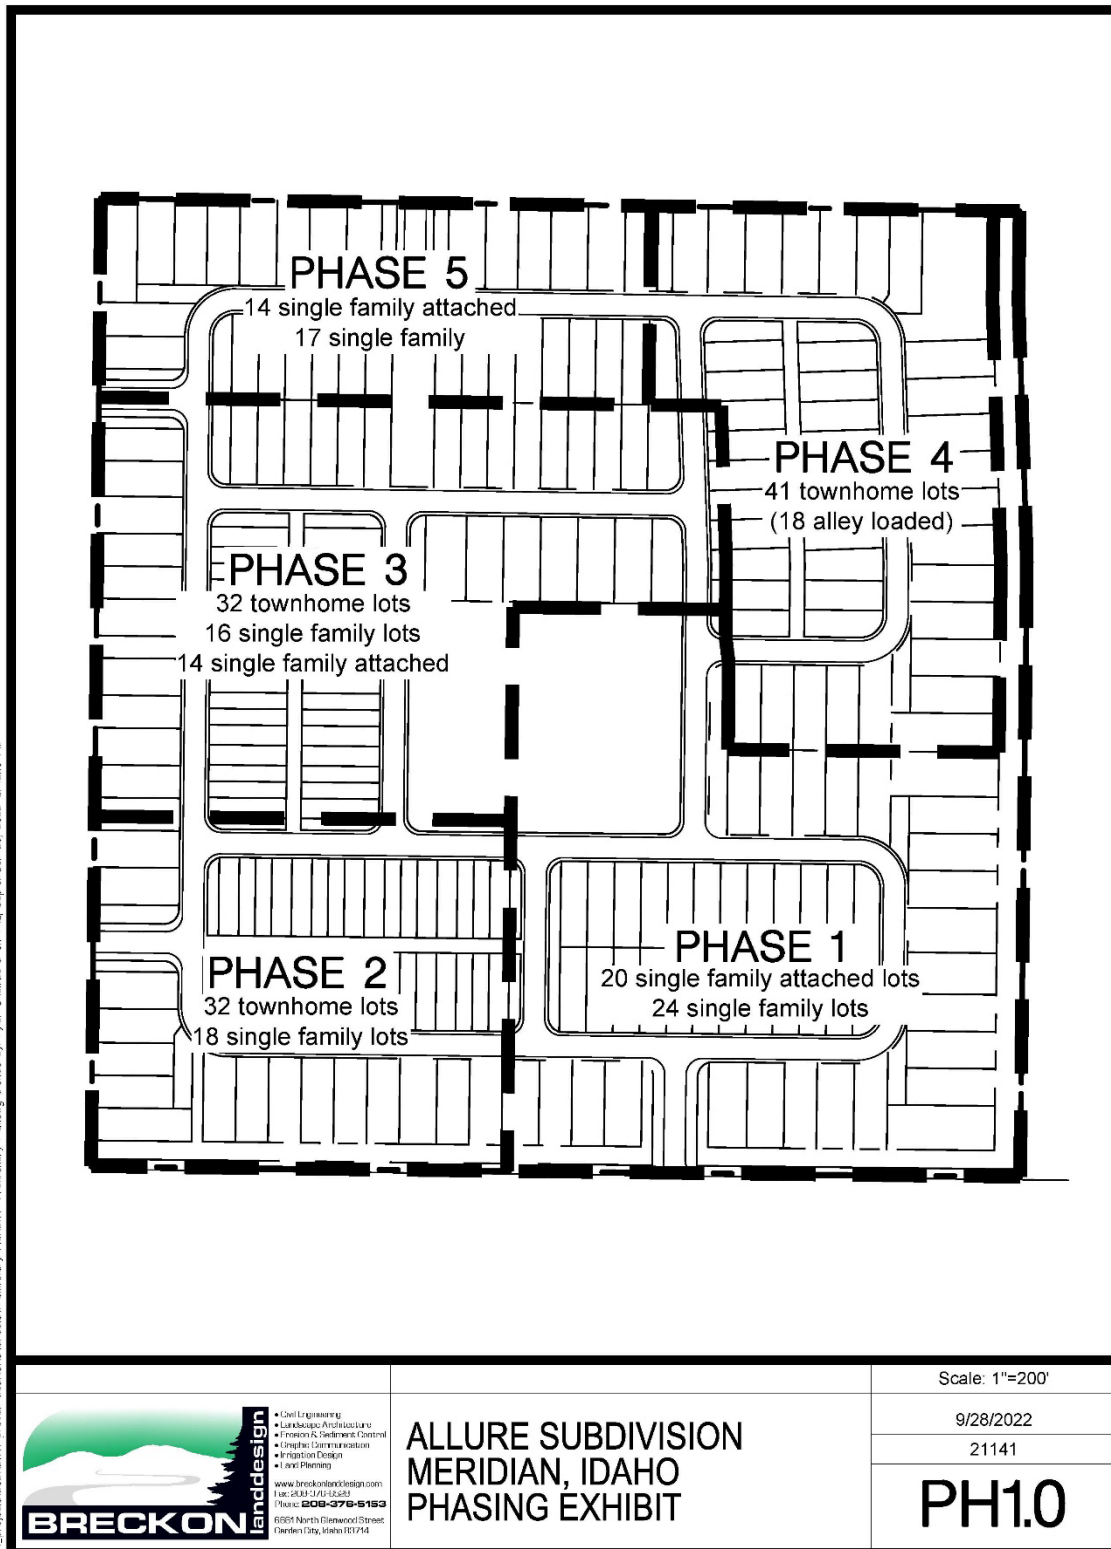 PHASE 5
14 single family attached
17 single family
PHASE 4
41 townhome lots
(18 alley loaded)
PHASE 3
32 townhome lots
16 single family lots
14 single family attached
PHASE 1
20 single family attached lots
24 single family lots
PHASE 2
32 townhome lots
18 single family lots
BRECKON
landdesign
• Civil Engineering
• Landscape Architecture
• Erosion & Sediment Control
• Graphic Communication
• Irrigation Design
• Land Planning
www.breckonlanddesign.com
Phone: 208-376-5153
6661 North Glenwood Street
Garden City, Idaho 83714
ALLURE SUBDIVISION
MERIDIAN, IDAHO
PHASING EXHIBIT
Scale: 1"=200'
9/28/2022
21141
PH1.0